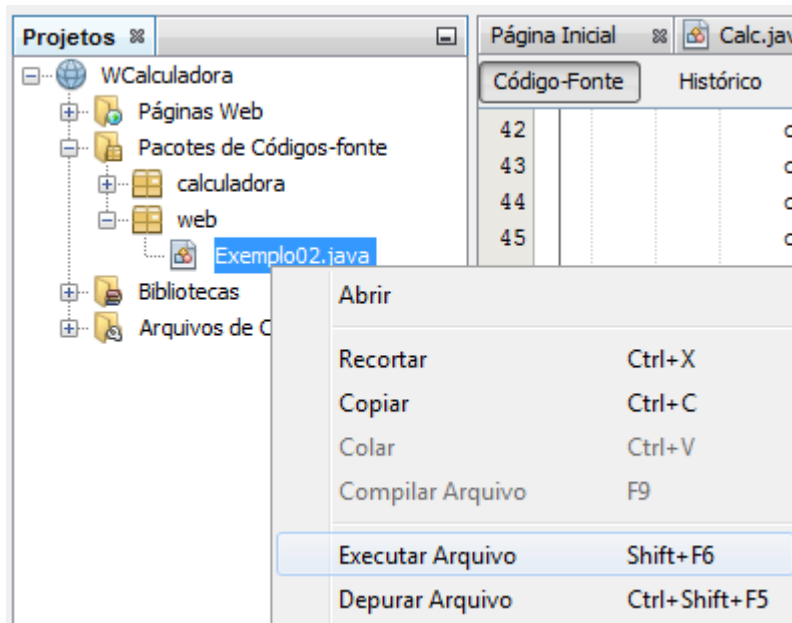 Projetos
WCalculadora
Páginas Web
Pacotes de Códigos-fonte
calculadora
web
Exemplo02.java
Bibliotecas
Arquivos de C
Página Inicial Calc.jav
Código-Fonte Histórico
42
43
44
45
Abrir
Recortar Ctrl+X
Copiar Ctrl+C
Colar Ctrl+V
Compilar Arquivo F9
Executar Arquivo Shift+F6
Depurar Arquivo Ctrl+Shift+F5